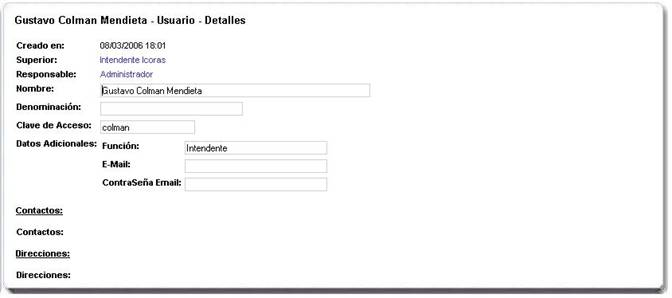 Gustavo Colman Mendieta - Usuario - Detalles
Creado en: 08/03/2006 18:01
Superior: Intendente Icoras
Responsable: Administrador
Nombre: Gustavo Colman Mendieta
Denominación:
Clave de Acceso: colman
Datos Adicionales: Función: Intendente
E-Mail:
ContraSeña Email:
Contactos:
Contactos:
Direcciones:
Direcciones: